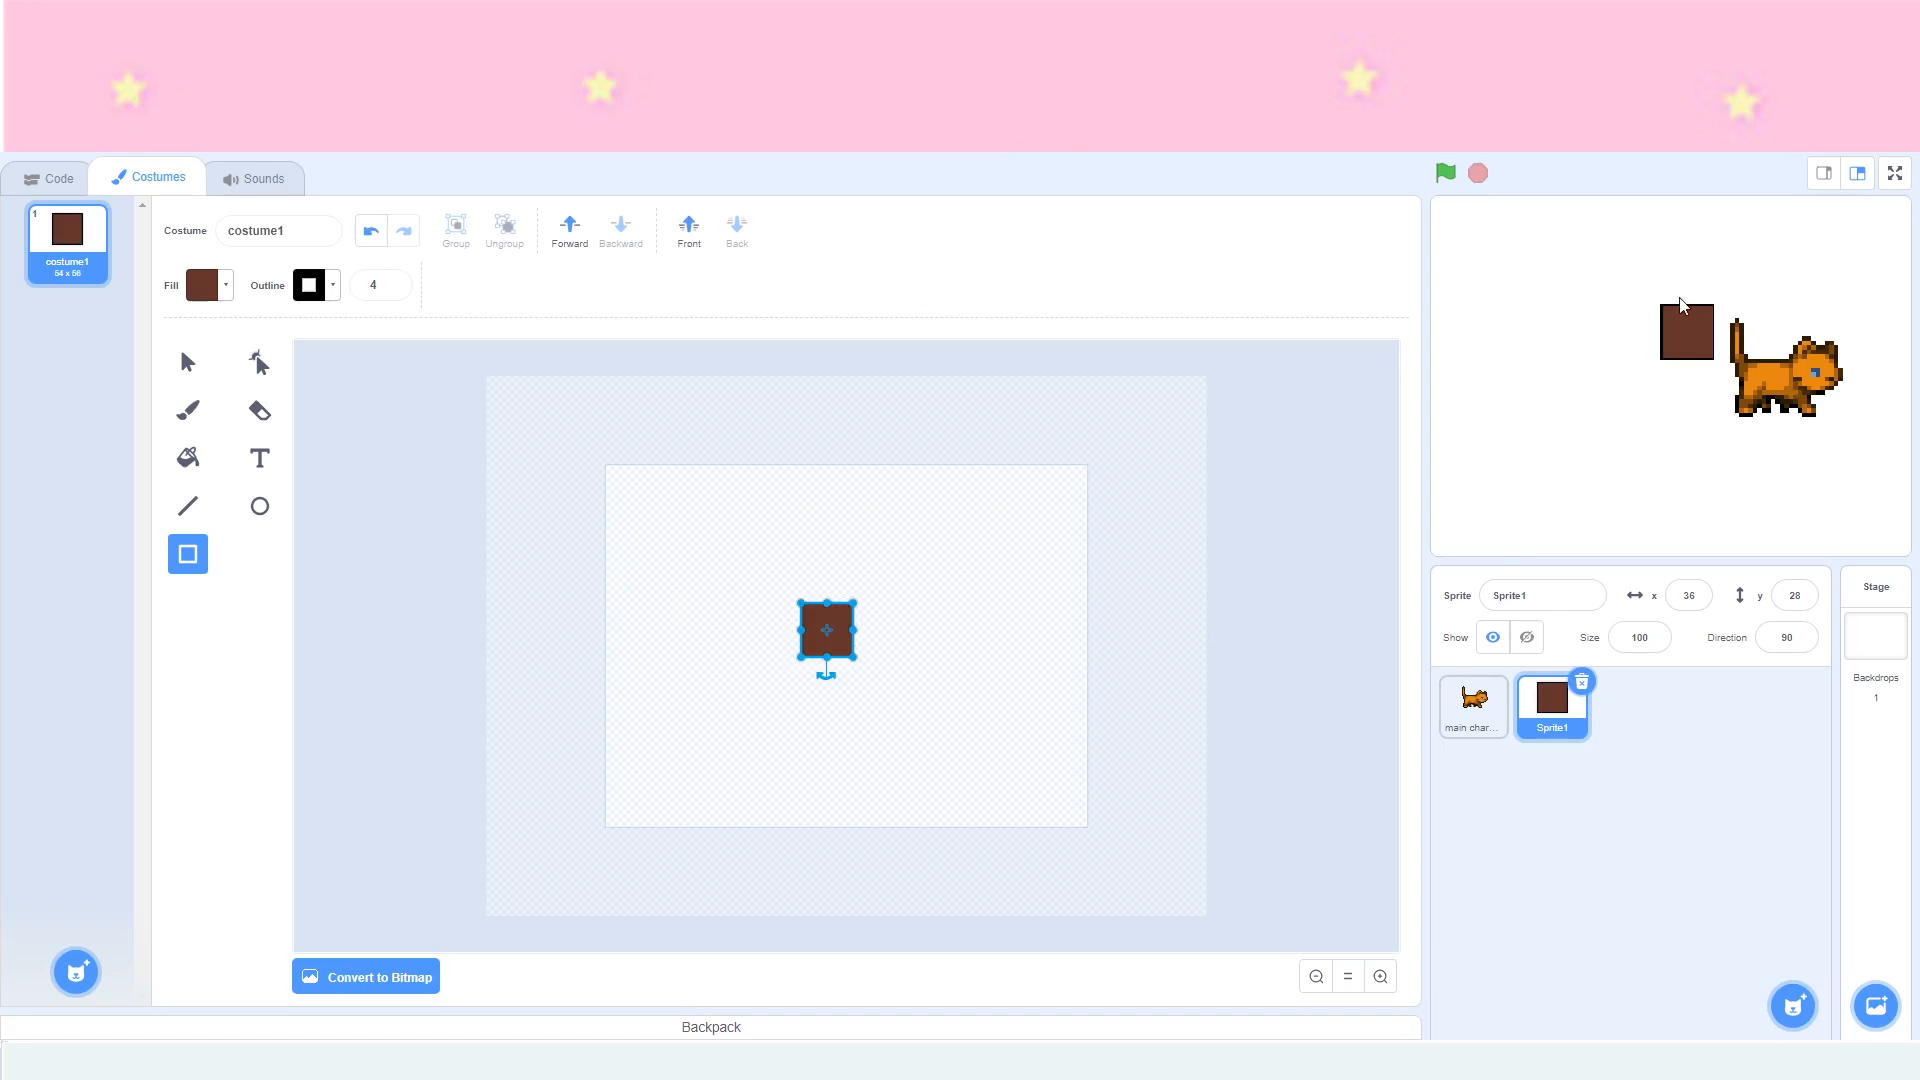 Code
Costumes
Sounds
1
costume1
54 x 56
Costume
costume1
Group
Ungroup
Forward
Backward
Front
Back
Fill
Outline
4
Convert to Bitmap
Backpack
Sprite
Sprite1
x
36
y
28
Show
Size
100
Direction
90
main char...
Sprite1
Stage
Backdrops
1